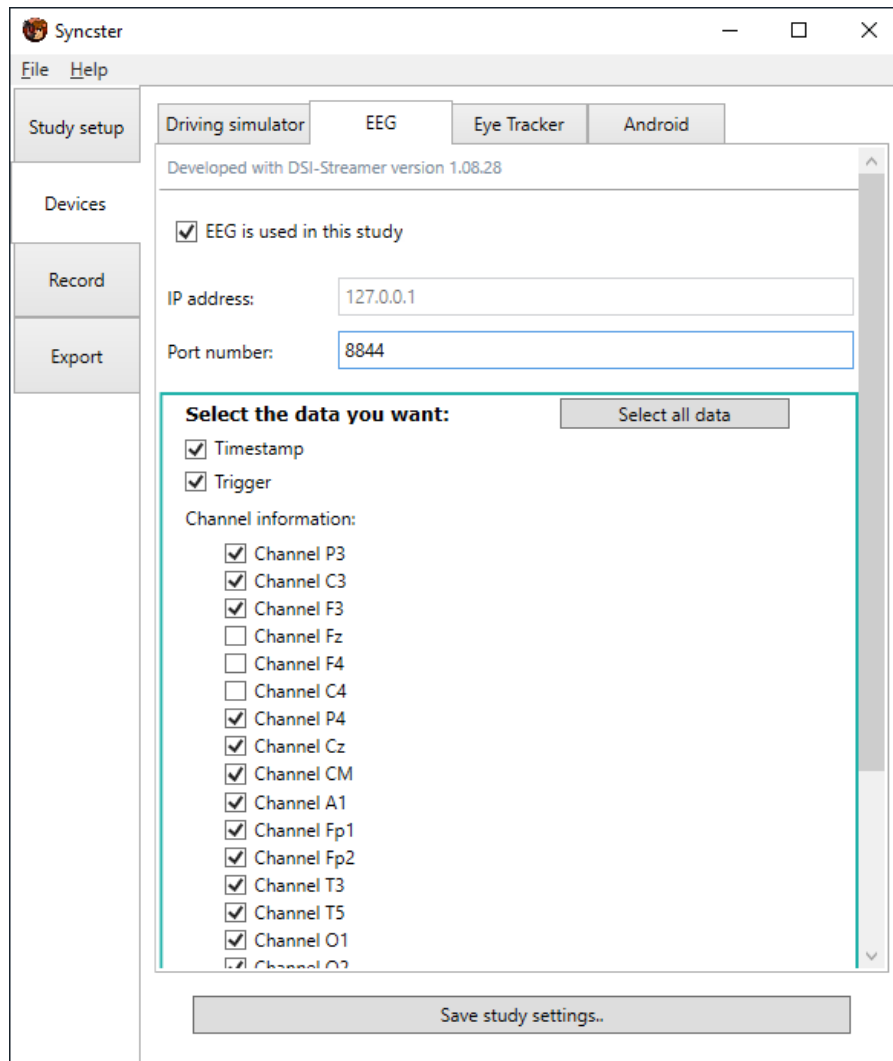 Syncster
File Help
Study setup
Devices
Record
Export
Driving simulator EEG Eye Tracker Android
Developed with DSI-Streamer version 1.08.28
EEG is used in this study
IP address: 127.0.0.1
Port number: 8844
Select the data you want: Select all data
Timestamp
Trigger
Channel information:
Channel P3
Channel C3
Channel F3
Channel Fz
Channel F4
Channel C4
Channel P4
Channel Cz
Channel CM
Channel A1
Channel Fp1
Channel Fp2
Channel T3
Channel T5
Channel O1
Channel O2
Save study settings..